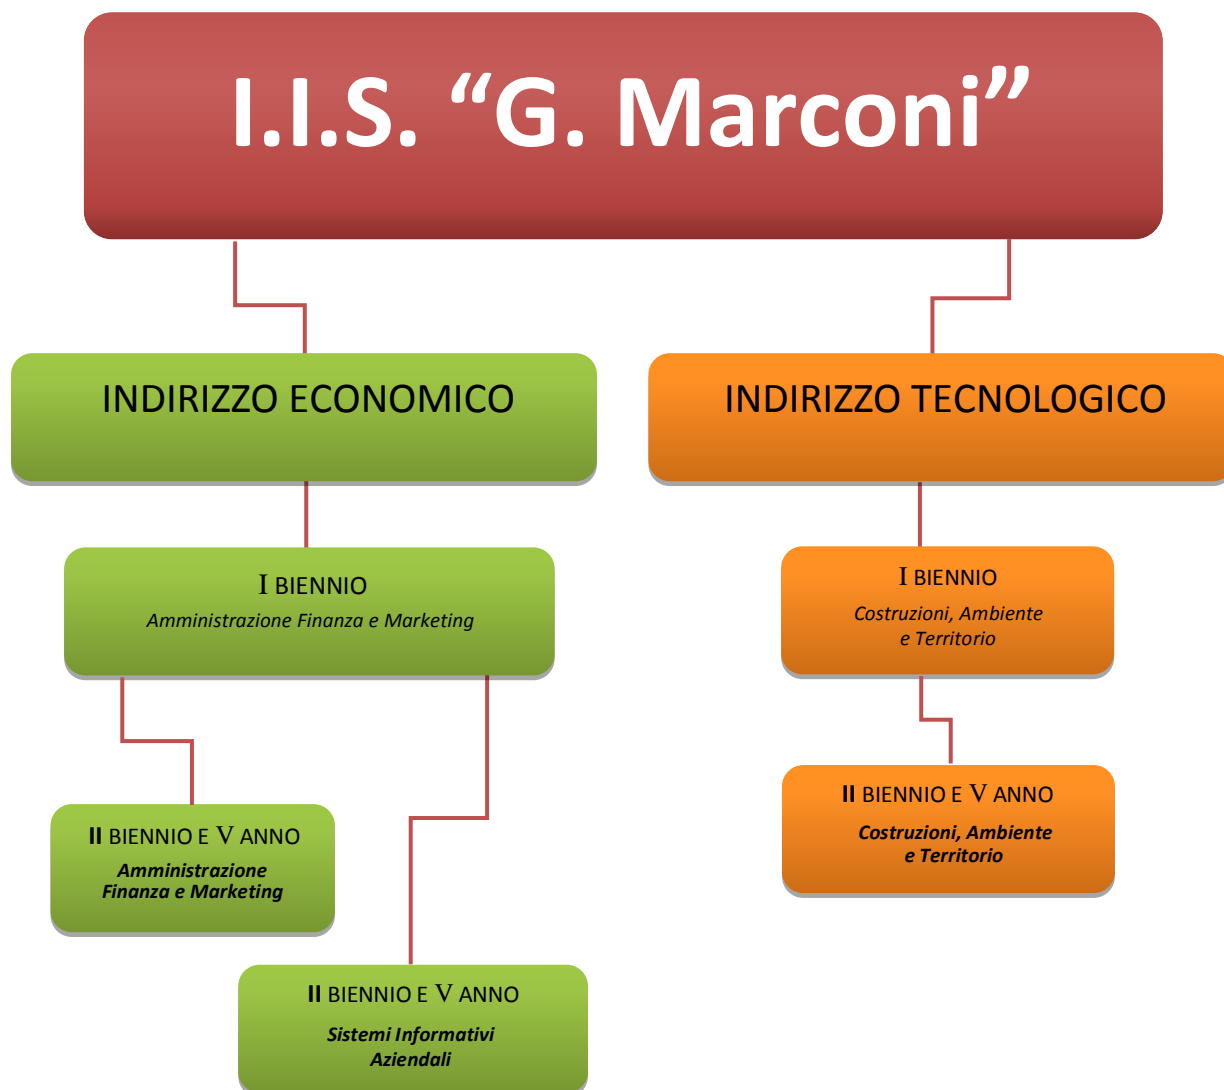 I.I.S. “G. Marconi”
INDIRIZZO ECONOMICO
INDIRIZZO TECNOLOGICO
I BIENNIO
Amministrazione Finanza e Marketing
I BIENNIO
Costruzioni, Ambiente
e Territorio
II BIENNIO E V ANNO
Amministrazione
Finanza e Marketing
II BIENNIO E V ANNO
Costruzioni, Ambiente
e Territorio
II BIENNIO E V ANNO
Sistemi Informativi
Aziendali